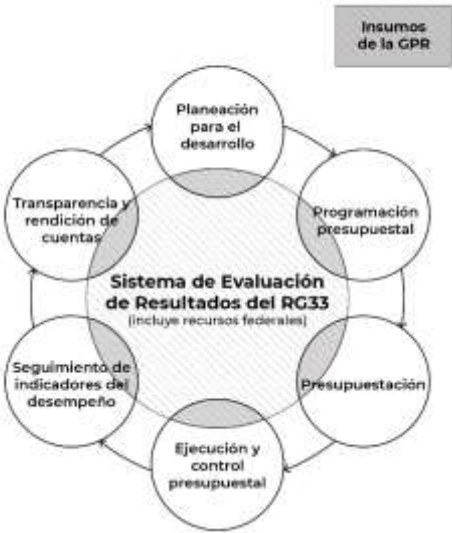 Insumos
de la GPR
Planeación
para el
desarrollo
Programación
presupuestal
Presupuestación
Ejecución y
control
presupuestal
Seguimiento de
indicadores del
desempeño
Transparencia y
rendición de
cuentas
Sistema de Evaluación
de Resultados del RG33
(incluye recursos federales)